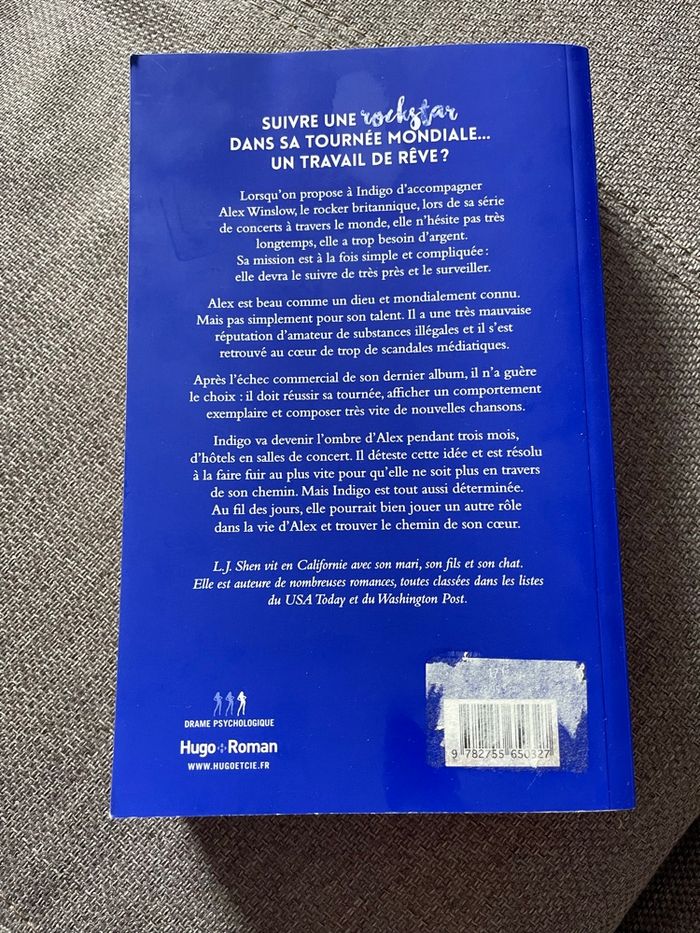 SUIVRE UNE rockstar
DANS SA TOURNÉE MONDIALE...
UN TRAVAIL DE RÊVE ?
Lorsqu'on propose à Indigo d'accompagner
Alex Winslow, le rocker britannique, lors de sa série
de concerts à travers le monde, elle n'hésite pas très
longtemps, elle a trop besoin d'argent.
Sa mission est à la fois simple et compliquée :
elle devra le suivre de très près et le surveiller.
Alex est beau comme un dieu et mondialement connu.
Mais pas simplement pour son talent. Il a une très mauvaise
réputation d'amateur de substances illégales et il s'est
retrouvé au cœur de trop de scandales médiatiques.
Après l'échec commercial de son dernier album, il n'a guère
le choix : il doit réussir sa tournée, afficher un comportement
exemplaire et composer très vite de nouvelles chansons.
Indigo va devenir l'ombre d'Alex pendant trois mois,
d'hôtels en salles de concert. Il déteste cette idée et est résolu
à la faire fuir au plus vite pour qu'elle ne soit plus en travers
de son chemin. Mais Indigo est tout aussi déterminée.
Au fil des jours, elle pourrait bien jouer un autre rôle
dans la vie d'Alex et trouver le chemin de son cœur.
L.J. Shen vit en Californie avec son mari, son fils et son chat.
Elle est auteure de nombreuses romances, toutes classées dans les listes
du USA Today et du Washington Post.
DRAME PSYCHOLOGIQUE
Hugo Roman
WWW.HUGOETCIE.FR
9 782755 650327